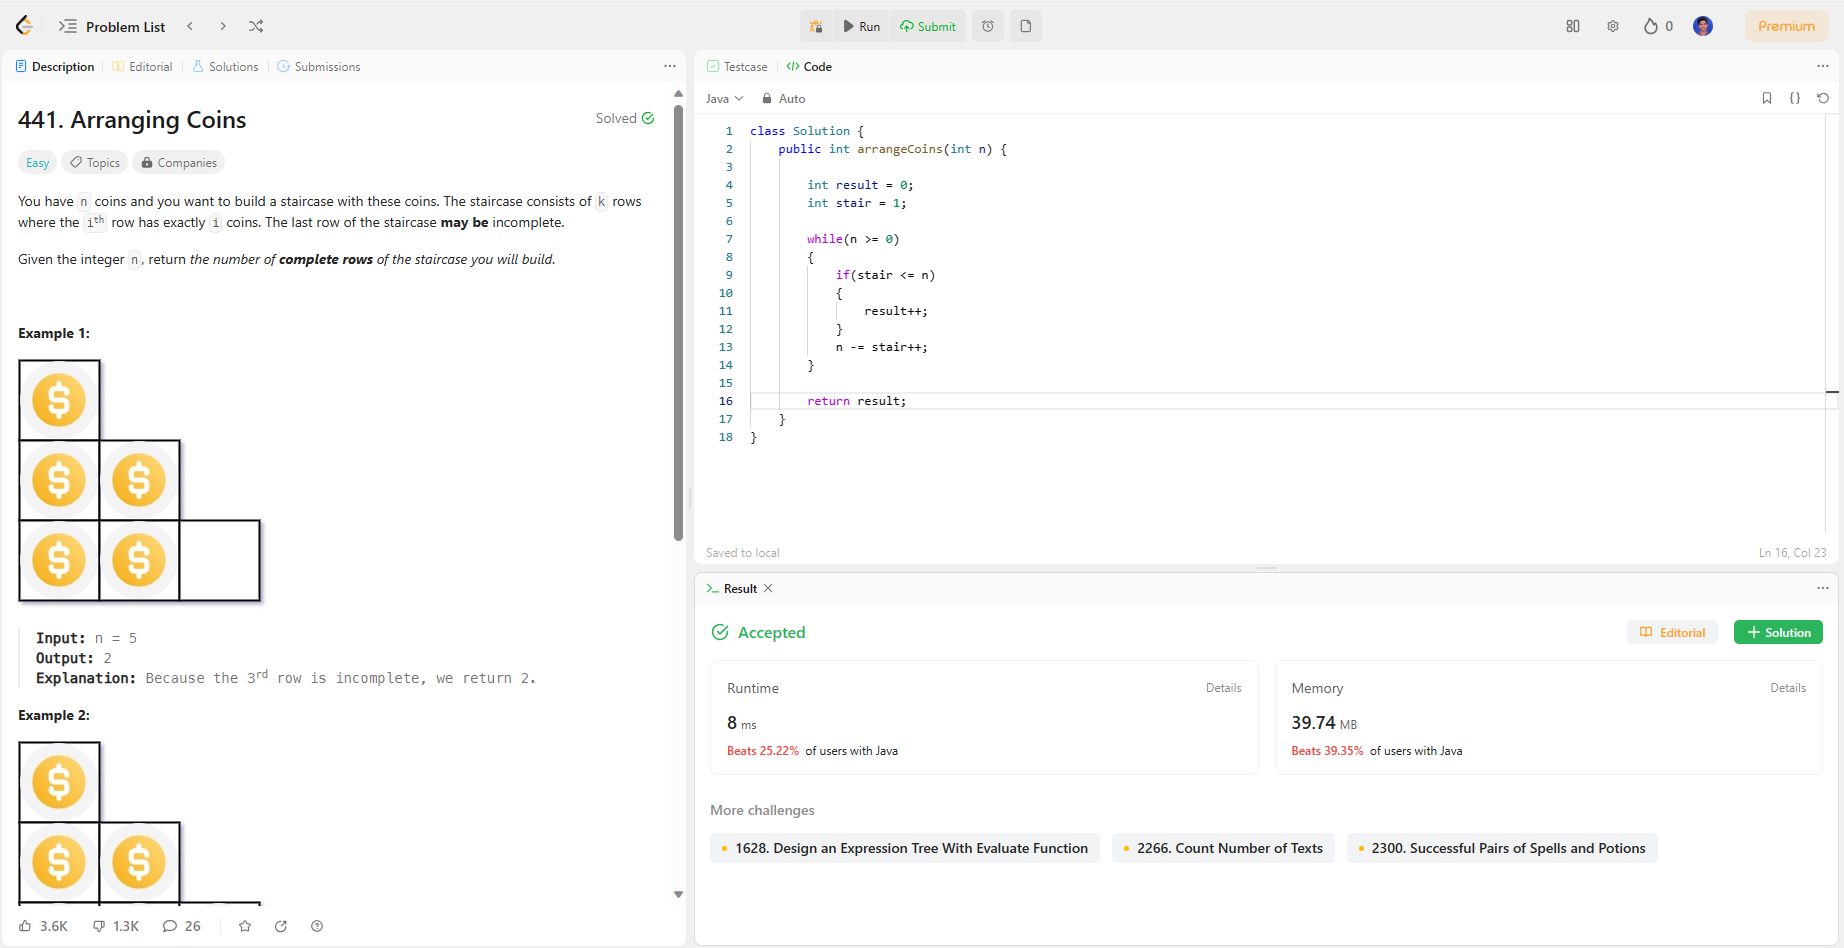 Problem List
Run
Submit
0
Premium
Description
Editorial
Solutions
Submissions
441. Arranging Coins
Solved
Easy
Topics
Companies
You have n coins and you want to build a staircase with these coins. The staircase consists of k rows
where the ith row has exactly i coins. The last row of the staircase may be incomplete.
Given the integer n, return the number of complete rows of the staircase you will build.
Example 1:
Input: n = 5
Output: 2
Explanation: Because the 3rd row is incomplete, we return 2.
Example 2:
3.6K
1.3K
26
Testcase
</> Code
Java
Auto
{}
1 class Solution {
2 public int arrangeCoins(int n) {
3
4 int result = 0;
5 int stair = 1;
6
7 while(n >= 0)
8 {
9 if(stair <= n)
10 {
11 result++;
12 }
13 n -= stair++;
14 }
15
16 return result;
17 }
18 }
Saved to local
Ln 16, Col 23
>_ Result
Accepted
Editorial
+ Solution
Runtime
Details
8 ms
Beats 25.22% of users with Java
Memory
Details
39.74 MB
Beats 39.35% of users with Java
More challenges
1628. Design an Expression Tree With Evaluate Function
2266. Count Number of Texts
2300. Successful Pairs of Spells and Potions